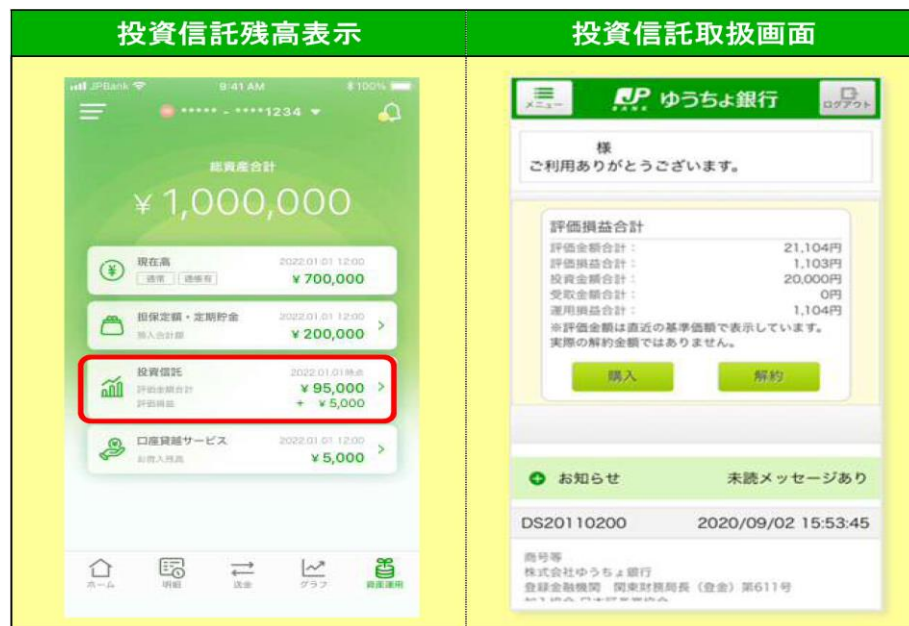 投資信託残高表示
投資信託取扱画面
JPBank
9:41 AM
100%
***** - ****1234
総資産合計
¥ 1,000,000
現在高
2022.01.01 12:00
通常
通帳有
¥ 700,000
担保定額・定期貯金
2022.01.01 12:00
預入合計額
¥ 200,000
投資信託
2022.01.01時点
評価金額合計
¥ 95,000
評価損益
+ ¥ 5,000
口座貸越サービス
2022.01.01 12:00
お借入残高
¥ 5,000
ホーム
明細
送金
グラフ
資産運用
メニュー
JP BANK ゆうちょ銀行
ログアウト
様
ご利用ありがとうございます。
評価損益合計
評価金額合計: 21,104円
評価損益合計: 1,103円
投資金額合計: 20,000円
受取金額合計: 0円
運用損益合計: 1,104円
※評価金額は直近の基準価額で表示しています。
実際の解約金額ではありません。
購入
解約
お知らせ
未読メッセージあり
DS20110200
2020/09/02 15:53:45
商号等
株式会社ゆうちょ銀行
登録金融機関 関東財務局長（登金）第611号